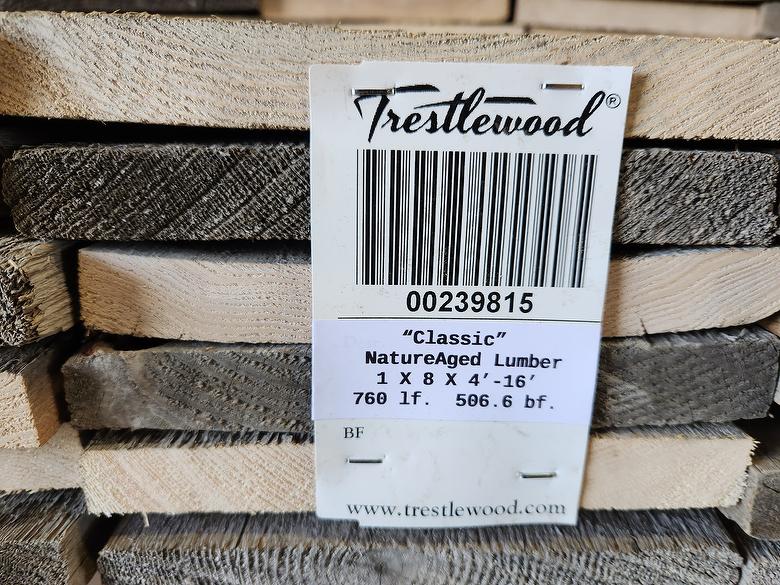 Trestlewood®
00239815
“Classic”
NatureAged Lumber
1 X 8 X 4’-16’
760 lf. 506.6 bf.
BF
www.trestlewood.com